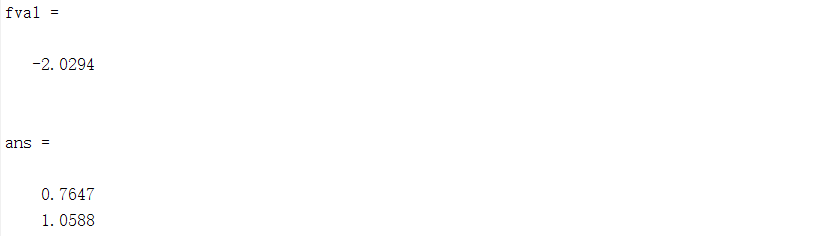 fval =
-2.0294
ans =
0.7647
1.0588